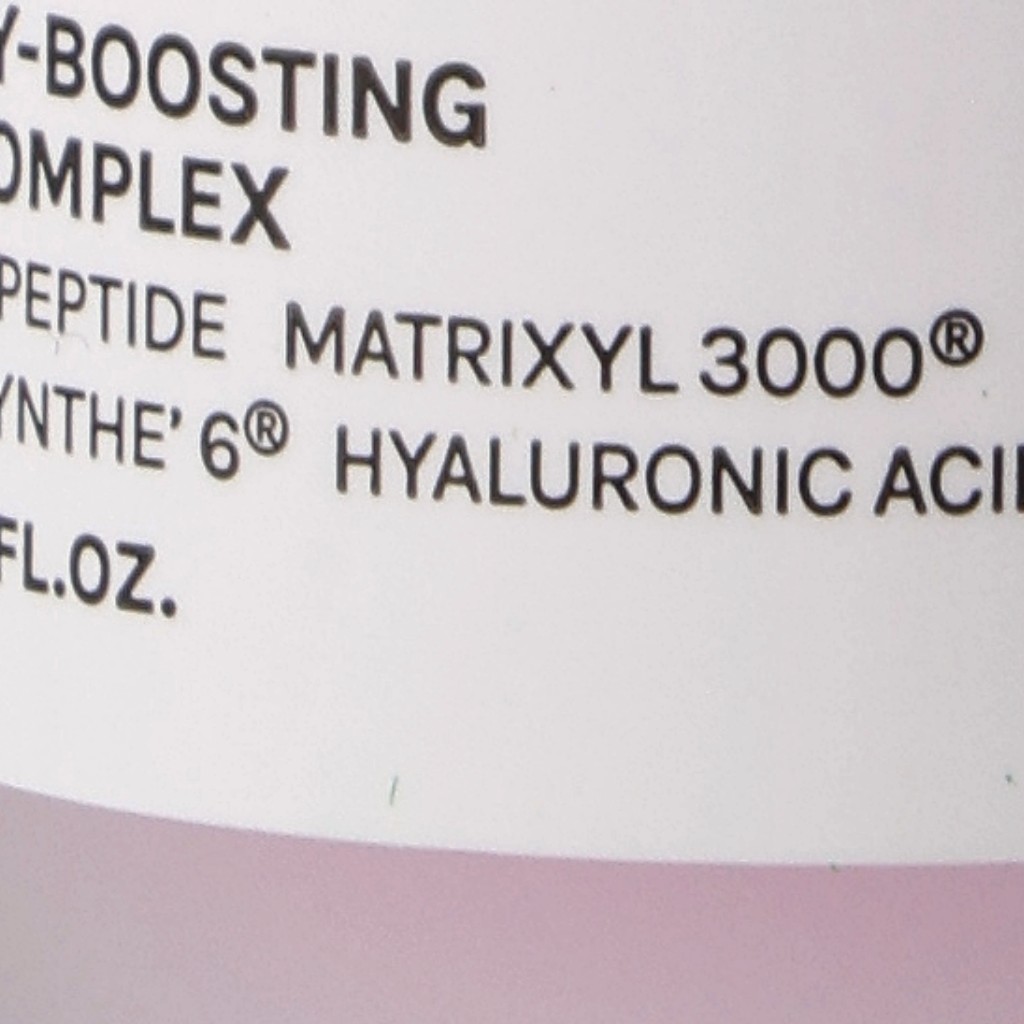 Y-BOOSTING
OMPLEX
PEPTIDE MATRIXYL 3000®
YNTHE’ 6® HYALURONIC ACI
FL.OZ.